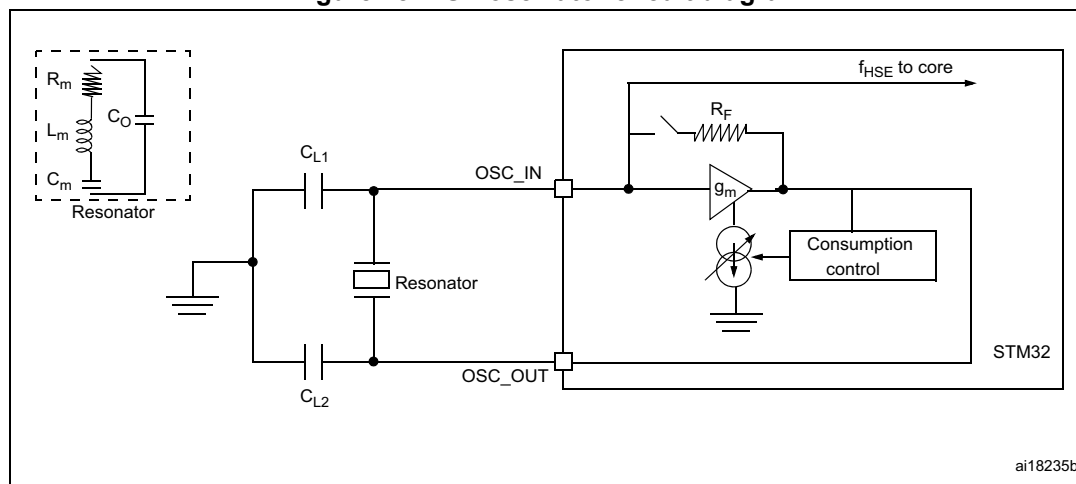 R_m
L_m
C_O
C_m
Resonator
C_L1
OSC_IN
Resonator
C_L2
OSC_OUT
f_HSE to core
R_F
g_m
Consumption
control
STM32
ai18235b